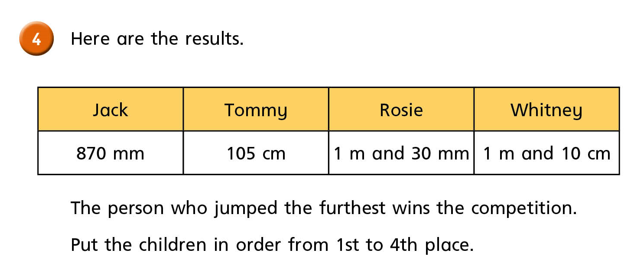 4 Here are the results.
Jack Tommy Rosie Whitney
870 mm 105 cm 1 m and 30 mm 1 m and 10 cm
The person who jumped the furthest wins the competition.
Put the children in order from 1st to 4th place.